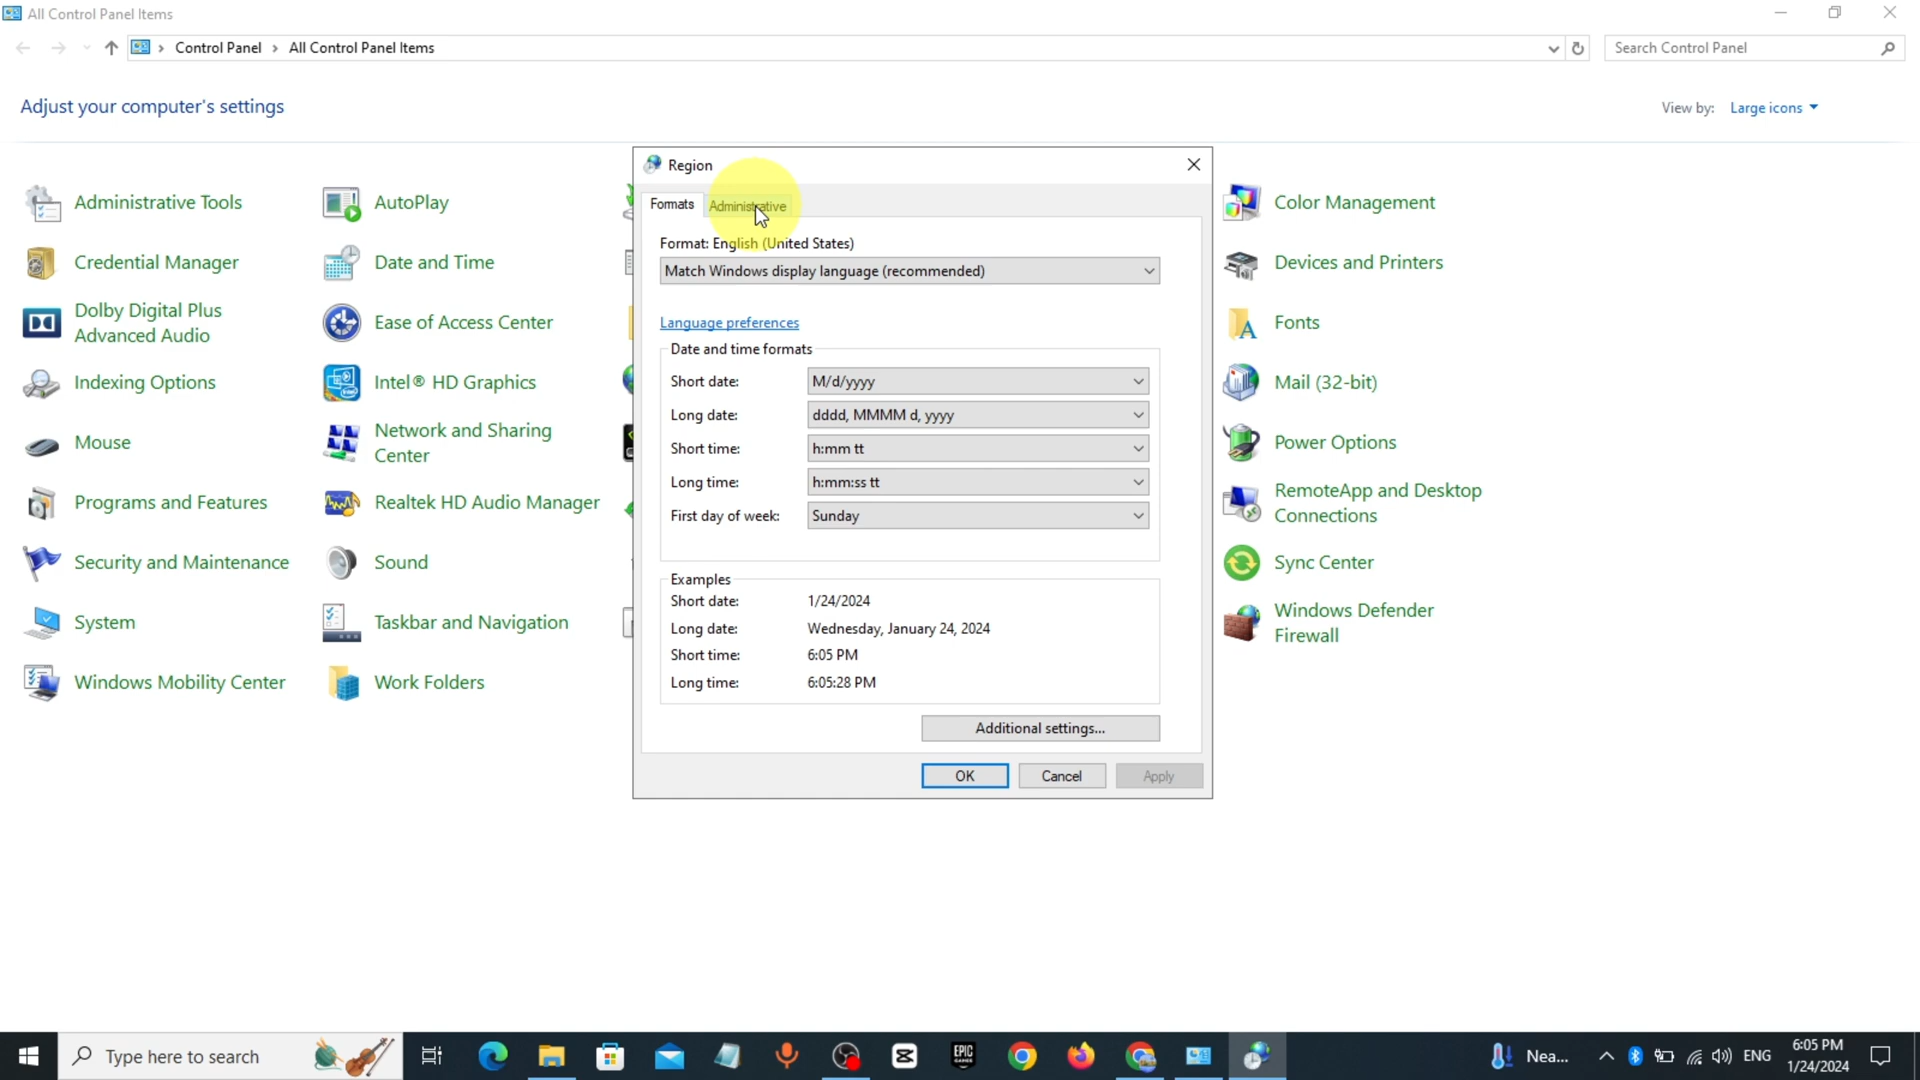 All Control Panel Items
Control Panel > All Control Panel Items
Search Control Panel
Adjust your computer's settings
View by: Large icons
Administrative Tools
AutoPlay
Color Management
Credential Manager
Date and Time
Devices and Printers
Dolby Digital Plus
Advanced Audio
Ease of Access Center
Fonts
Indexing Options
Intel® HD Graphics
Mail (32-bit)
Mouse
Network and Sharing
Center
Power Options
Programs and Features
Realtek HD Audio Manager
RemoteApp and Desktop
Connections
Security and Maintenance
Sound
Sync Center
System
Taskbar and Navigation
Windows Defender
Firewall
Windows Mobility Center
Work Folders
Region
Formats
Administrative
Format: English (United States)
Match Windows display language (recommended)
Language preferences
Date and time formats
Short date: M/d/yyyy
Long date: dddd, MMMM d, yyyy
Short time: h:mm tt
Long time: h:mm:ss tt
First day of week: Sunday
Examples
Short date: 1/24/2024
Long date: Wednesday, January 24, 2024
Short time: 6:05 PM
Long time: 6:05:28 PM
Additional settings...
OK
Cancel
Apply
Type here to search
EPIC
GAMES
Nea...
ENG
6:05 PM
1/24/2024